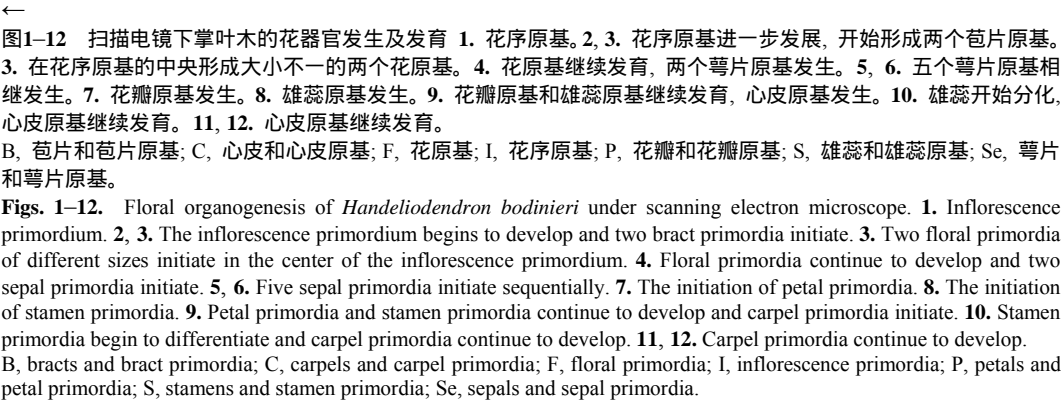 ←
图1–12 扫描电镜下掌叶木的花器官发生及发育 1. 花序原基。2, 3. 花序原基进一步发展, 开始形成两个苞片原基。
3. 在花序原基的中央形成大小不一的两个花原基。4. 花原基继续发育, 两个萼片原基发生。5, 6. 五个萼片原基相
继发生。7. 花瓣原基发生。8. 雄蕊原基发生。9. 花瓣原基和雄蕊原基继续发育, 心皮原基发生。10. 雄蕊开始分化,
心皮原基继续发育。11, 12. 心皮原基继续发育。
B, 苞片和苞片原基; C, 心皮和心皮原基; F, 花原基; I, 花序原基; P, 花瓣和花瓣原基; S, 雄蕊和雄蕊原基; Se, 萼片
和萼片原基。
Figs. 1–12. Floral organogenesis of Handeliodendron bodinieri under scanning electron microscope. 1. Inflorescence
primordium. 2, 3. The inflorescence primordium begins to develop and two bract primordia initiate. 3. Two floral primordia
of different sizes initiate in the center of the inflorescence primordium. 4. Floral primordia continue to develop and two
sepal primordia initiate. 5, 6. Five sepal primordia initiate sequentially. 7. The initiation of petal primordia. 8. The initiation
of stamen primordia. 9. Petal primordia and stamen primordia continue to develop and carpel primordia initiate. 10. Stamen
primordia begin to differentiate and carpel primordia continue to develop. 11, 12. Carpel primordia continue to develop.
B, bracts and bract primordia; C, carpels and carpel primordia; F, floral primordia; I, inflorescence primordia; P, petals and
petal primordia; S, stamens and stamen primordia; Se, sepals and sepal primordia.